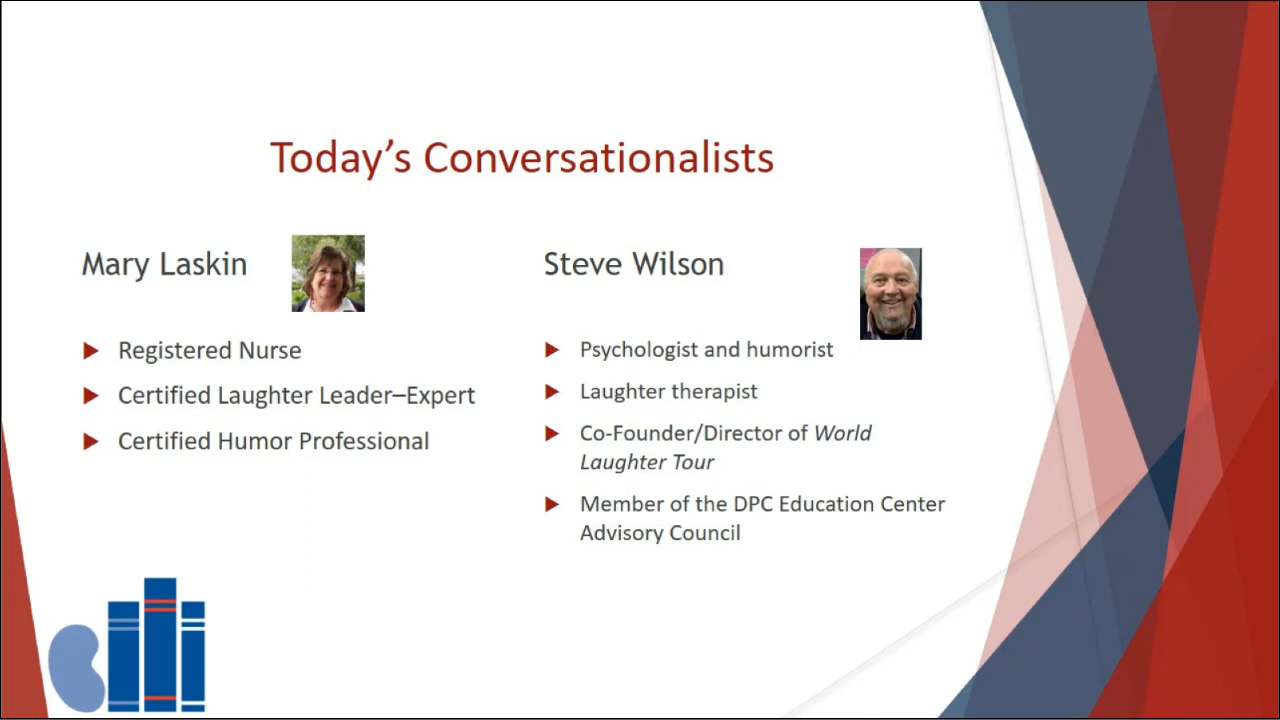 Today’s Conversationalists
Mary Laskin
Registered Nurse
Certified Laughter Leader–Expert
Certified Humor Professional
Steve Wilson
Psychologist and humorist
Laughter therapist
Co-Founder/Director of World
Laughter Tour
Member of the DPC Education Center
Advisory Council